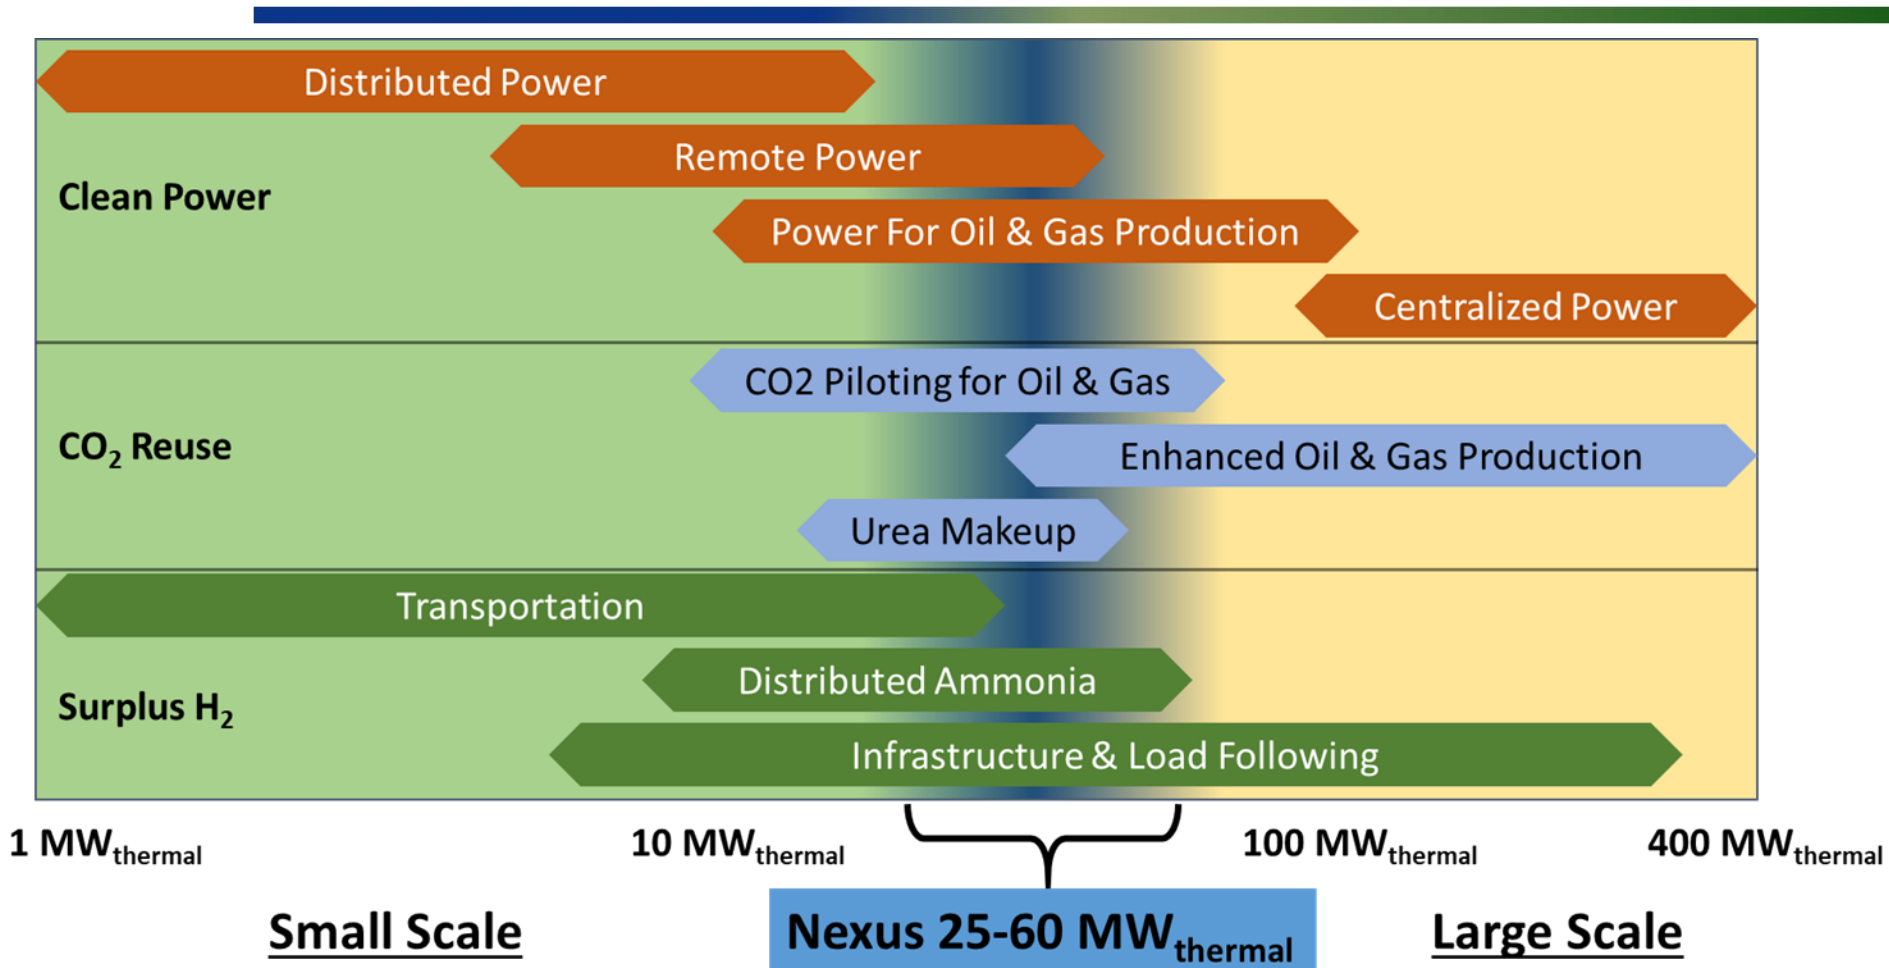 Distributed Power
Remote Power
Clean Power
Power For Oil & Gas Production
Centralized Power
CO2 Piloting for Oil & Gas
CO₂ Reuse
Enhanced Oil & Gas Production
Urea Makeup
Transportation
Distributed Ammonia
Surplus H₂
Infrastructure & Load Following
1 MWthermal 10 MWthermal 100 MWthermal 400 MWthermal
Small Scale Nexus 25-60 MWthermal Large Scale